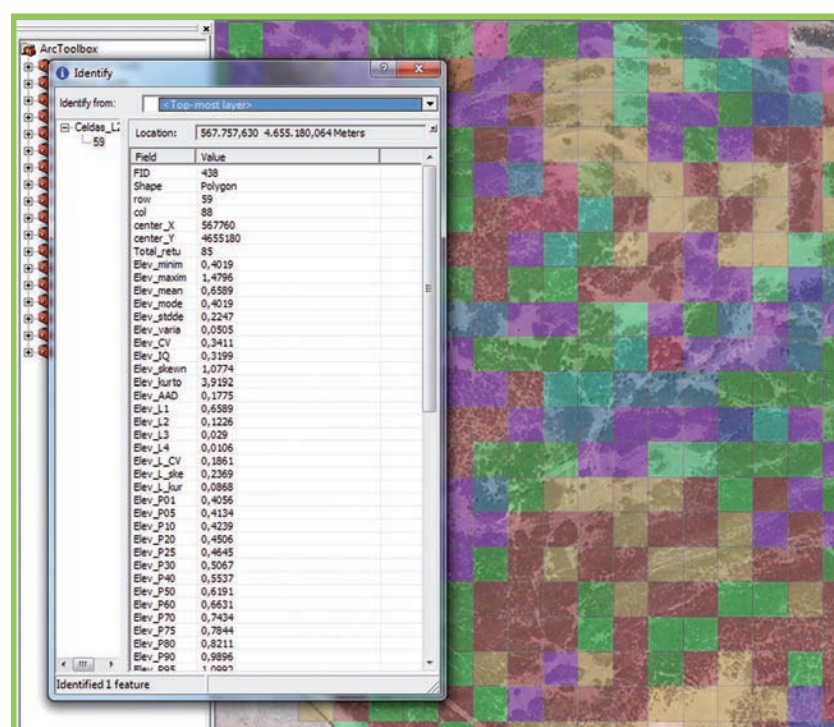 ArcToolbox
Identify
Identify from: <Top-most layer>
Celdas_L2
59
Location: 567.757,630 4.655.180,064 Meters
Field Value
FID 438
Shape Polygon
row 59
col 88
center_X 567760
center_Y 4655180
Total_retu 85
Elev_minim 0,4019
Elev_maxim 1,4796
Elev_mean 0,6589
Elev_mode 0,4019
Elev_stdde 0,2247
Elev_varia 0,0505
Elev_CV 0,3411
Elev_IQ 0,3199
Elev_skewn 1,0774
Elev_kurto 3,9192
Elev_AAD 0,1775
Elev_L1 0,6589
Elev_L2 0,1226
Elev_L3 0,029
Elev_L4 0,0106
Elev_L_CV 0,1861
Elev_L_ske 0,2369
Elev_L_kur 0,0868
Elev_P01 0,4056
Elev_P05 0,4134
Elev_P10 0,4239
Elev_P20 0,4506
Elev_P25 0,4645
Elev_P30 0,5067
Elev_P40 0,5537
Elev_P50 0,6191
Elev_P60 0,6631
Elev_P70 0,7434
Elev_P75 0,7844
Elev_P80 0,8211
Elev_P90 0,9896
Elev_P95
Identified 1 feature